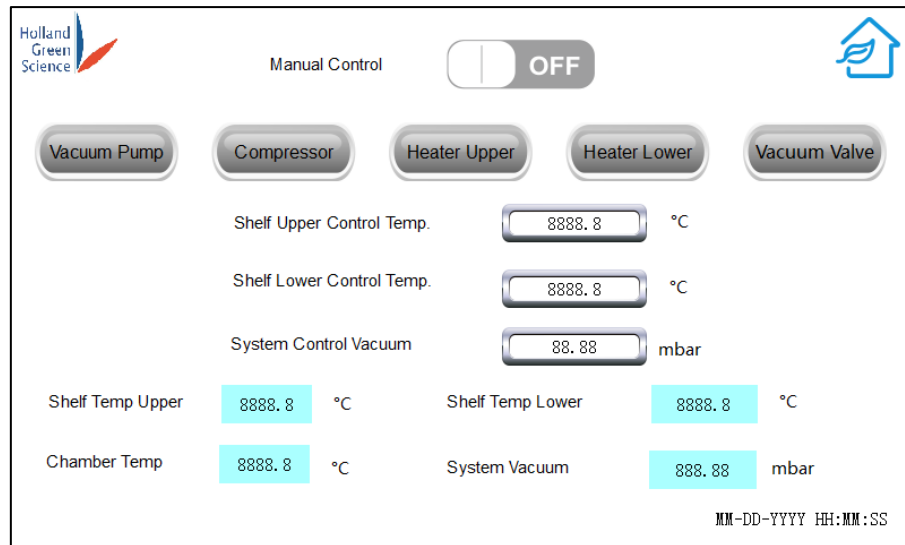 Holland
Green
Science
Manual Control
OFF
Vacuum Pump
Compressor
Heater Upper
Heater Lower
Vacuum Valve
Shelf Upper Control Temp. 8888.8 °C
Shelf Lower Control Temp. 8888.8 °C
System Control Vacuum 88.88 mbar
Shelf Temp Upper 8888.8 °C Shelf Temp Lower 8888.8 °C
Chamber Temp 8888.8 °C System Vacuum 888.88 mbar
MM-DD-YYYY HH:MM:SS